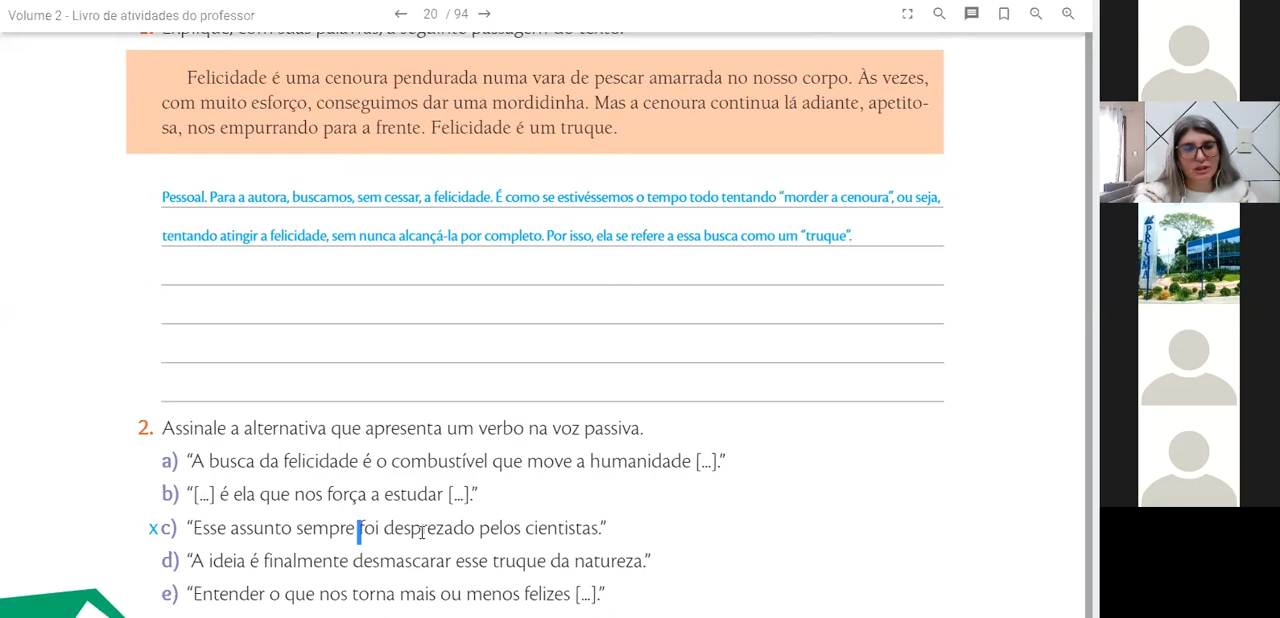 Volume 2 - Livro de atividades do professor
20 / 94
Felicidade é uma cenoura pendurada numa vara de pescar amarrada no nosso corpo. Às vezes,
com muito esforço, conseguimos dar uma mordidinha. Mas a cenoura continua lá adiante, apetito-
sa, nos empurrando para a frente. Felicidade é um truque.
Pessoal. Para a autora, buscamos, sem cessar, a felicidade. É como se estivéssemos o tempo todo tentando “morder a cenoura”, ou seja,
tentando atingir a felicidade, sem nunca alcançá-la por completo. Por isso, ela se refere a essa busca como um “truque”.
2. Assinale a alternativa que apresenta um verbo na voz passiva.
a) “A busca da felicidade é o combustível que move a humanidade [...].”
b) “[...] é ela que nos força a estudar [...].”
x c) “Esse assunto sempre foi desprezado pelos cientistas.”
d) “A ideia é finalmente desmascarar esse truque da natureza.”
e) “Entender o que nos torna mais ou menos felizes [...].”
PRISMA